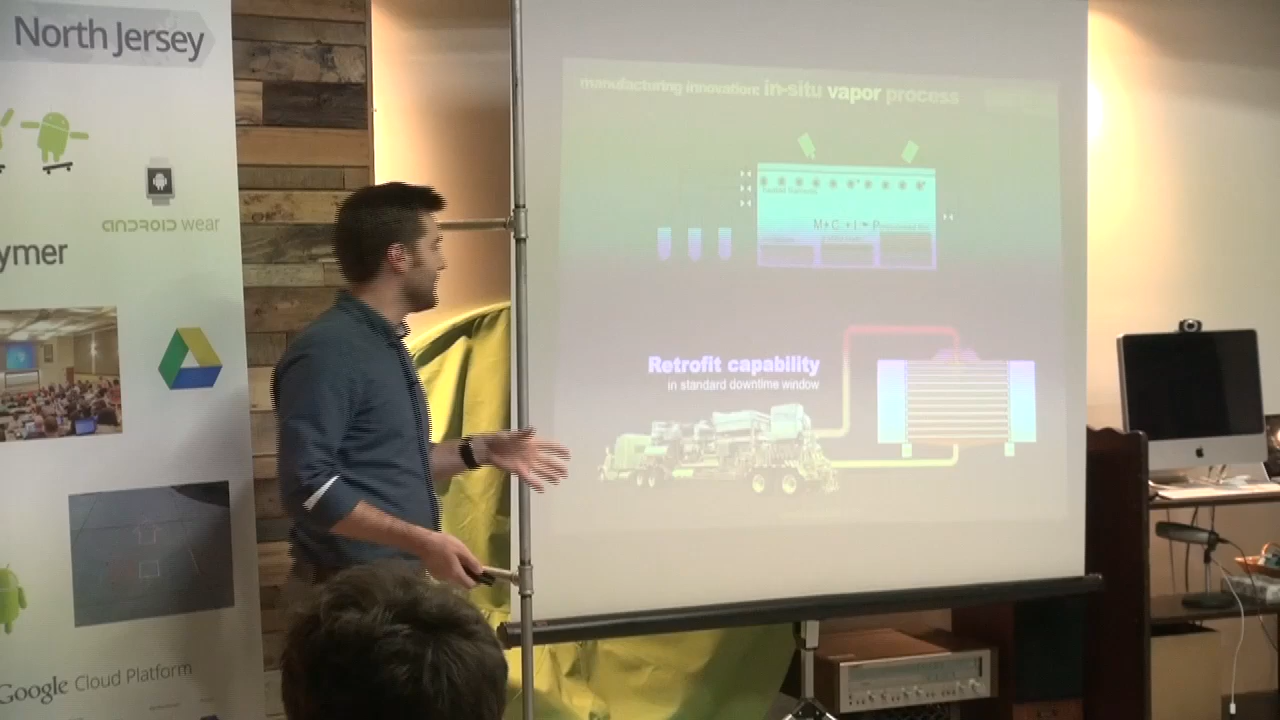 North Jersey
ANDROID wear
ymer
Google Cloud Platform
manufacturing innovation: in-situ vapor process
Retrofit capability
in standard downtime window